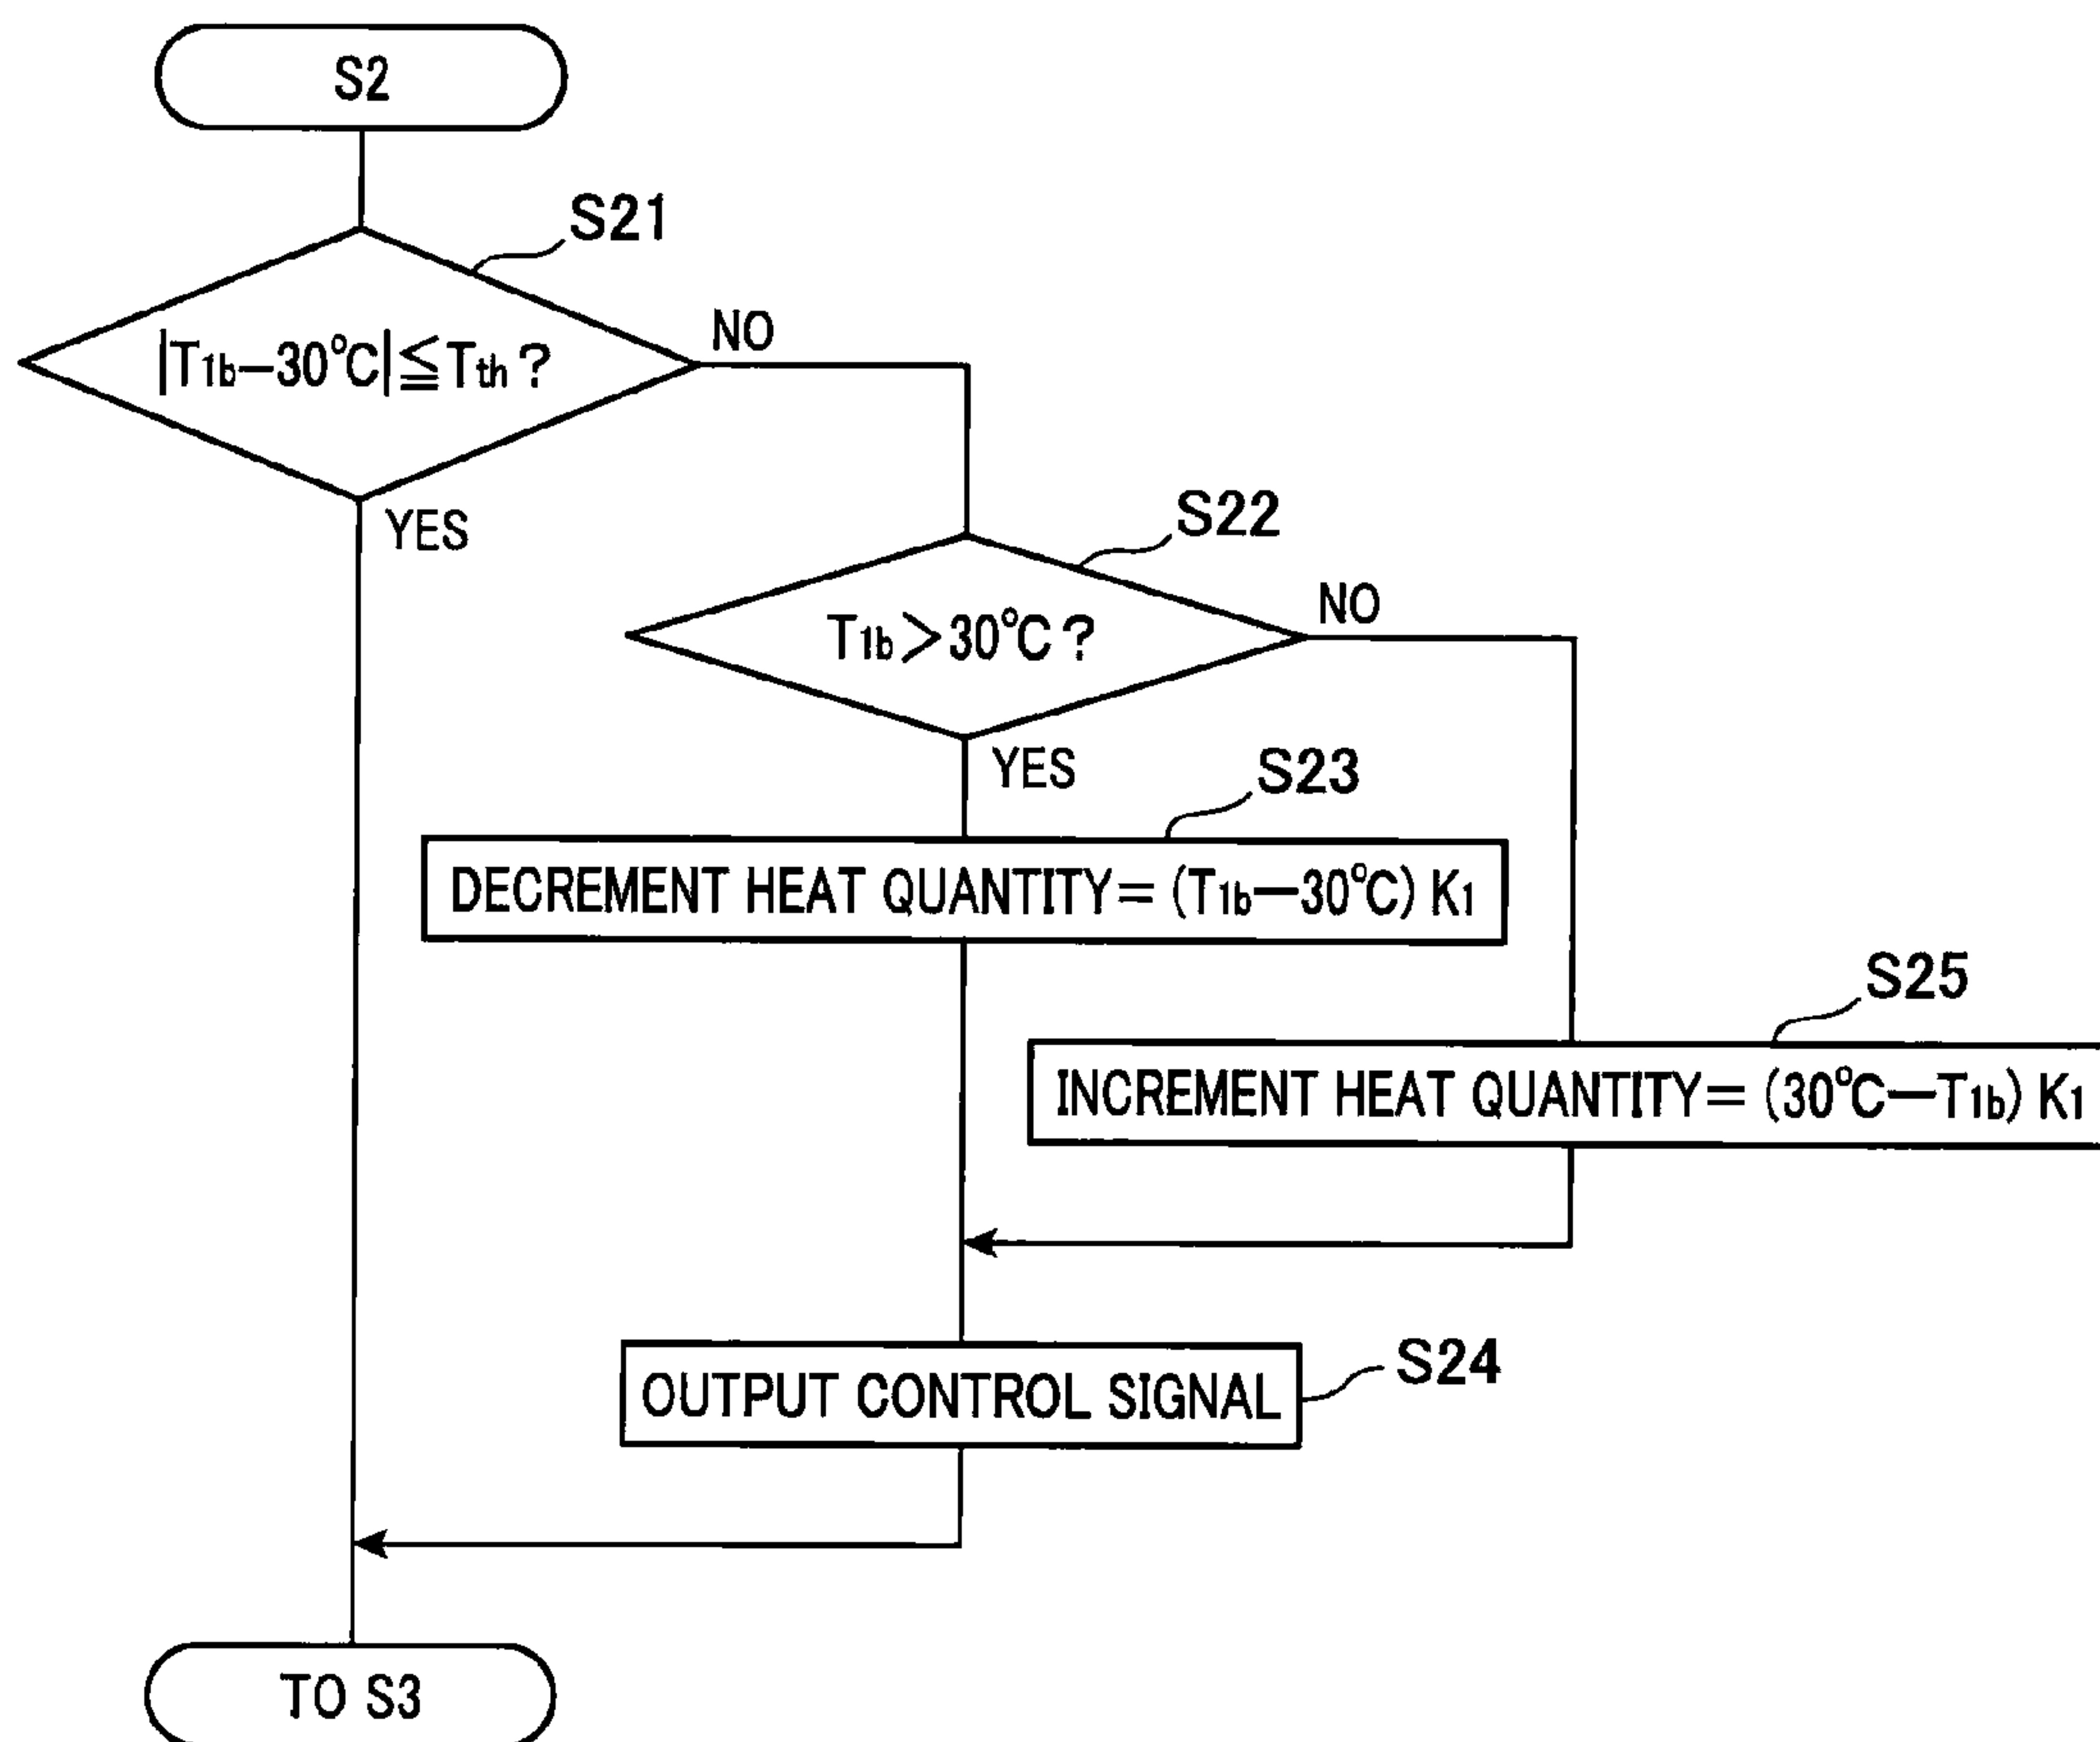 S2
S21
|T1b−30°C|≦Tth?
NO
YES
S22
T1b>30°C?
NO
YES
S23
DECREMENT HEAT QUANTITY=(T1b−30°C) K1
S25
INCREMENT HEAT QUANTITY=(30°C−T1b) K1
S24
OUTPUT CONTROL SIGNAL
TO S3